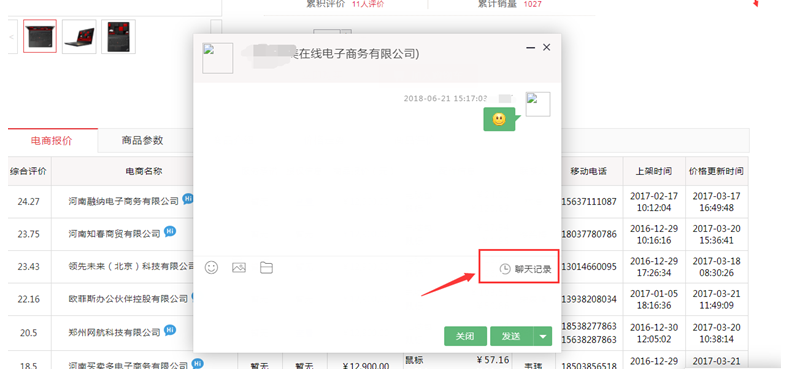 累积评价 11人评价 累计销量 1027
在线电子商务有限公司)
2018-06-21 15:17:03
电商报价 商品参数
综合评价 电商名称 移动电话 上架时间 价格更新时间
24.27 河南融纳电子商务有限公司 Hi 15637111087 2017-02-17 10:12:04 2017-03-17 16:49:48
23.75 河南知春商贸有限公司 Hi 18037780786 2016-12-29 10:16:16 2017-03-20 15:36:41
23.43 领先未来（北京）科技有限公司 13014660095 2016-12-29 17:26:34 2017-03-18 08:30:26
聊天记录
22.16 欧菲斯办公伙伴控股有限公司 13938208034 2017-01-05 18:16:36 2017-03-21 11:49:09
20.5 郑州网航科技有限公司 Hi 18538277863 15638287863 2016-12-30 12:05:02 2017-03-20 10:38:14
关闭 发送
18.5 河南买卖多电子商务有限公司 Hi 暂无 暂无 ￥12,900.00 鼠标 ￥57.16 韦玮 18503856518 2016-12-29 2017-03-21